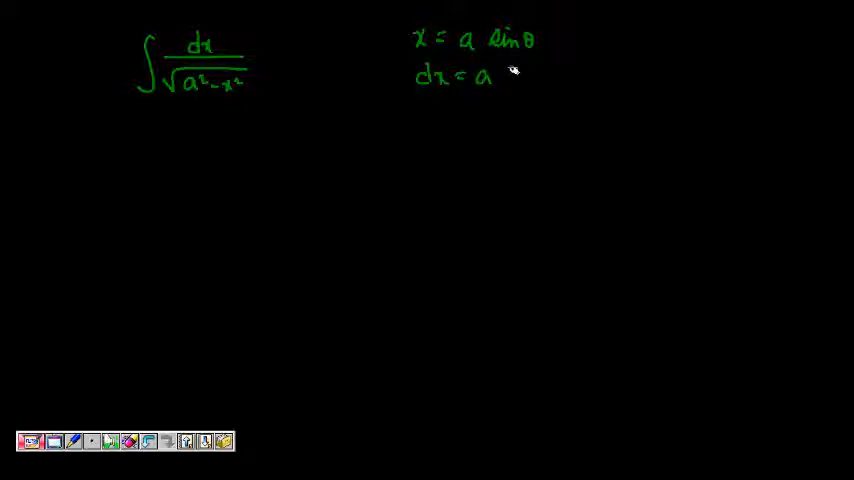 ∫ dx / √(a² - x²)
x = a sinθ
dx = a